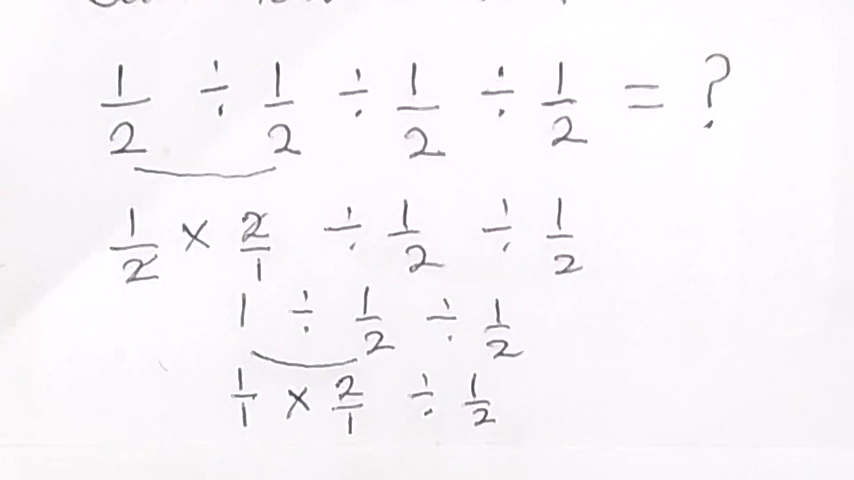 1/2 ÷ 1/2 ÷ 1/2 ÷ 1/2 = ?
1/2 × 2/1 ÷ 1/2 ÷ 1/2
1 ÷ 1/2 ÷ 1/2
1/1 × 2/1 ÷ 1/2